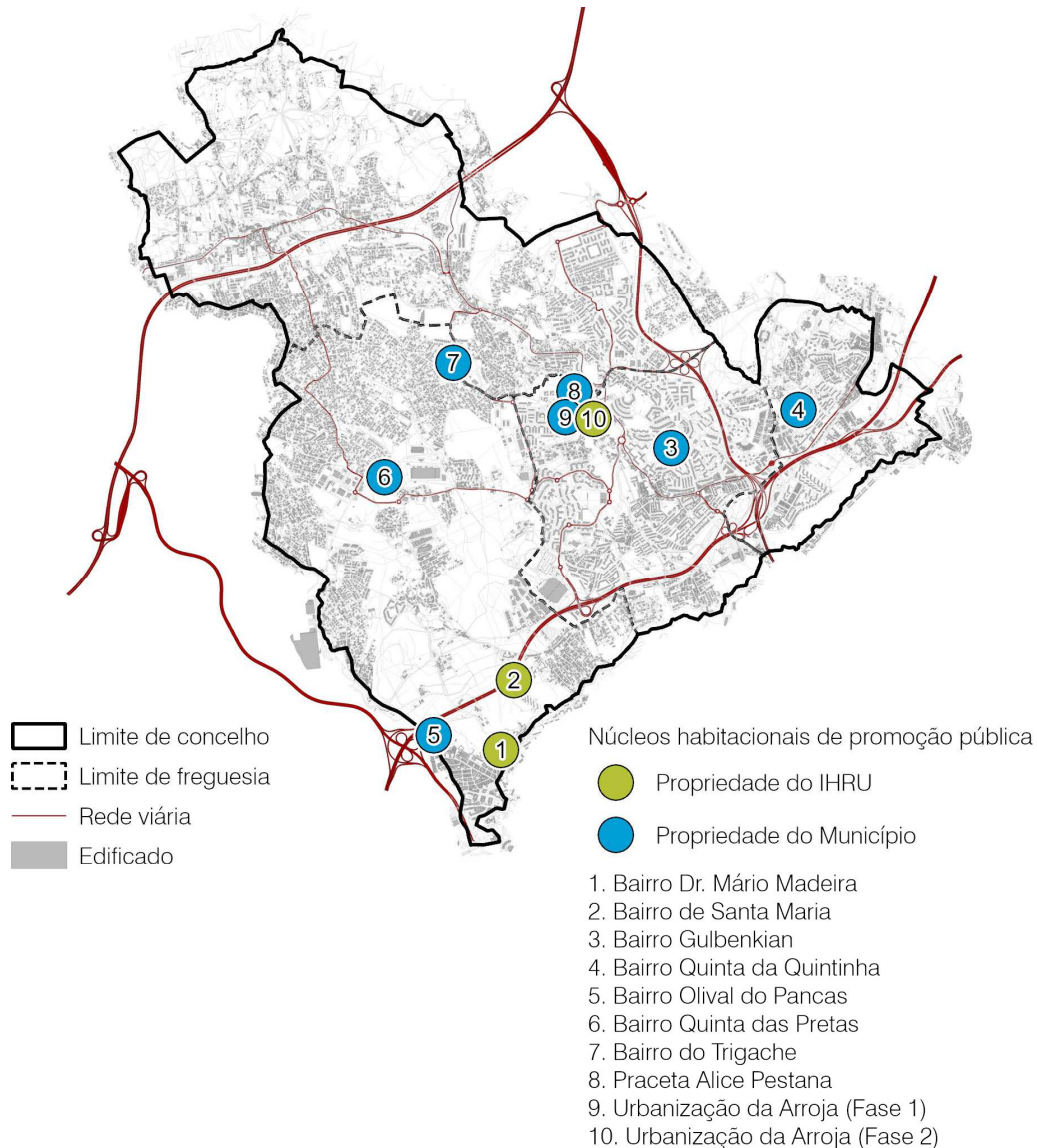 7
8
4
9
10
3
6
2
5
1
Limite de concelho
Limite de freguesia
Rede viária
Edificado
Núcleos habitacionais de promoção pública
Propriedade do IHRU
Propriedade do Município
1. Bairro Dr. Mário Madeira
2. Bairro de Santa Maria
3. Bairro Gulbenkian
4. Bairro Quinta da Quintinha
5. Bairro Olival do Pancas
6. Bairro Quinta das Pretas
7. Bairro do Trigache
8. Praceta Alice Pestana
9. Urbanização da Arroja (Fase 1)
10. Urbanização da Arroja (Fase 2)